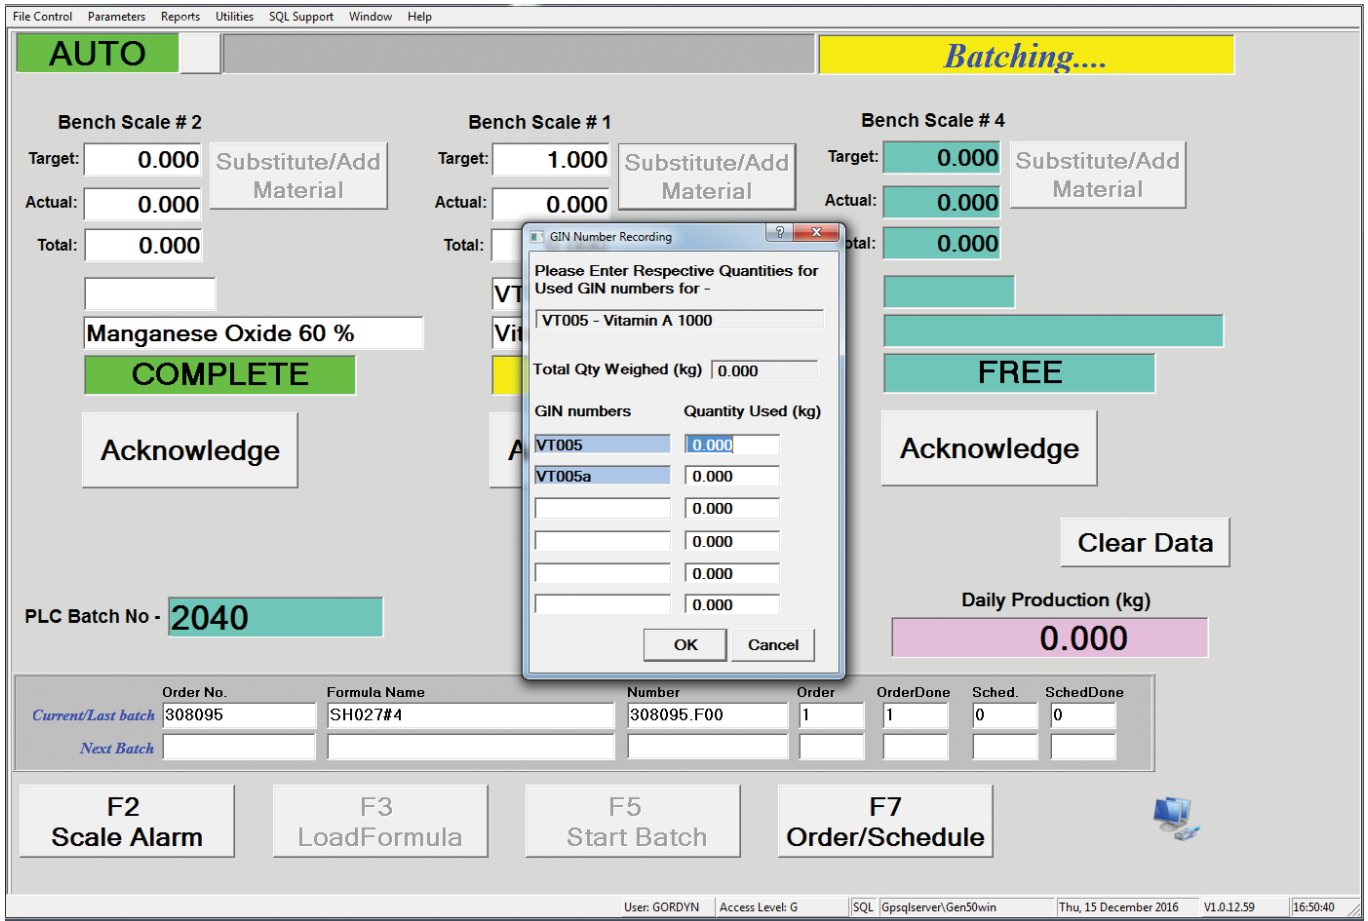 File Control Parameters Reports Utilities SQL Support Window Help
AUTO
Batching....
Bench Scale # 2
Target: 0.000
Substitute/Add
Material
Actual: 0.000
Total: 0.000
Manganese Oxide 60 %
COMPLETE
Acknowledge
Bench Scale # 1
Target: 1.000
Substitute/Add
Material
Actual: 0.000
Total:
VT
Vit
A
Bench Scale # 4
Target: 0.000
Substitute/Add
Material
Actual: 0.000
otal: 0.000
FREE
Acknowledge
GIN Number Recording
Please Enter Respective Quantities for
Used GIN numbers for -
VT005 - Vitamin A 1000
Total Qty Weighed (kg) 0.000
GIN numbers Quantity Used (kg)
VT005 0.000
VT005a 0.000
0.000
0.000
0.000
0.000
OK Cancel
Clear Data
PLC Batch No - 2040
Daily Production (kg)
0.000
Order No. Formula Name Number Order OrderDone Sched. SchedDone
Current/Last batch 308095 SH027#4 308095.F00 1 1 0 0
Next Batch
F2
Scale Alarm
F3
LoadFormula
F5
Start Batch
F7
Order/Schedule
User: GORDYN Access Level: G SQL Gpsqlserver\Gen50win Thu, 15 December 2016 V1.0.12.59 16:50:40